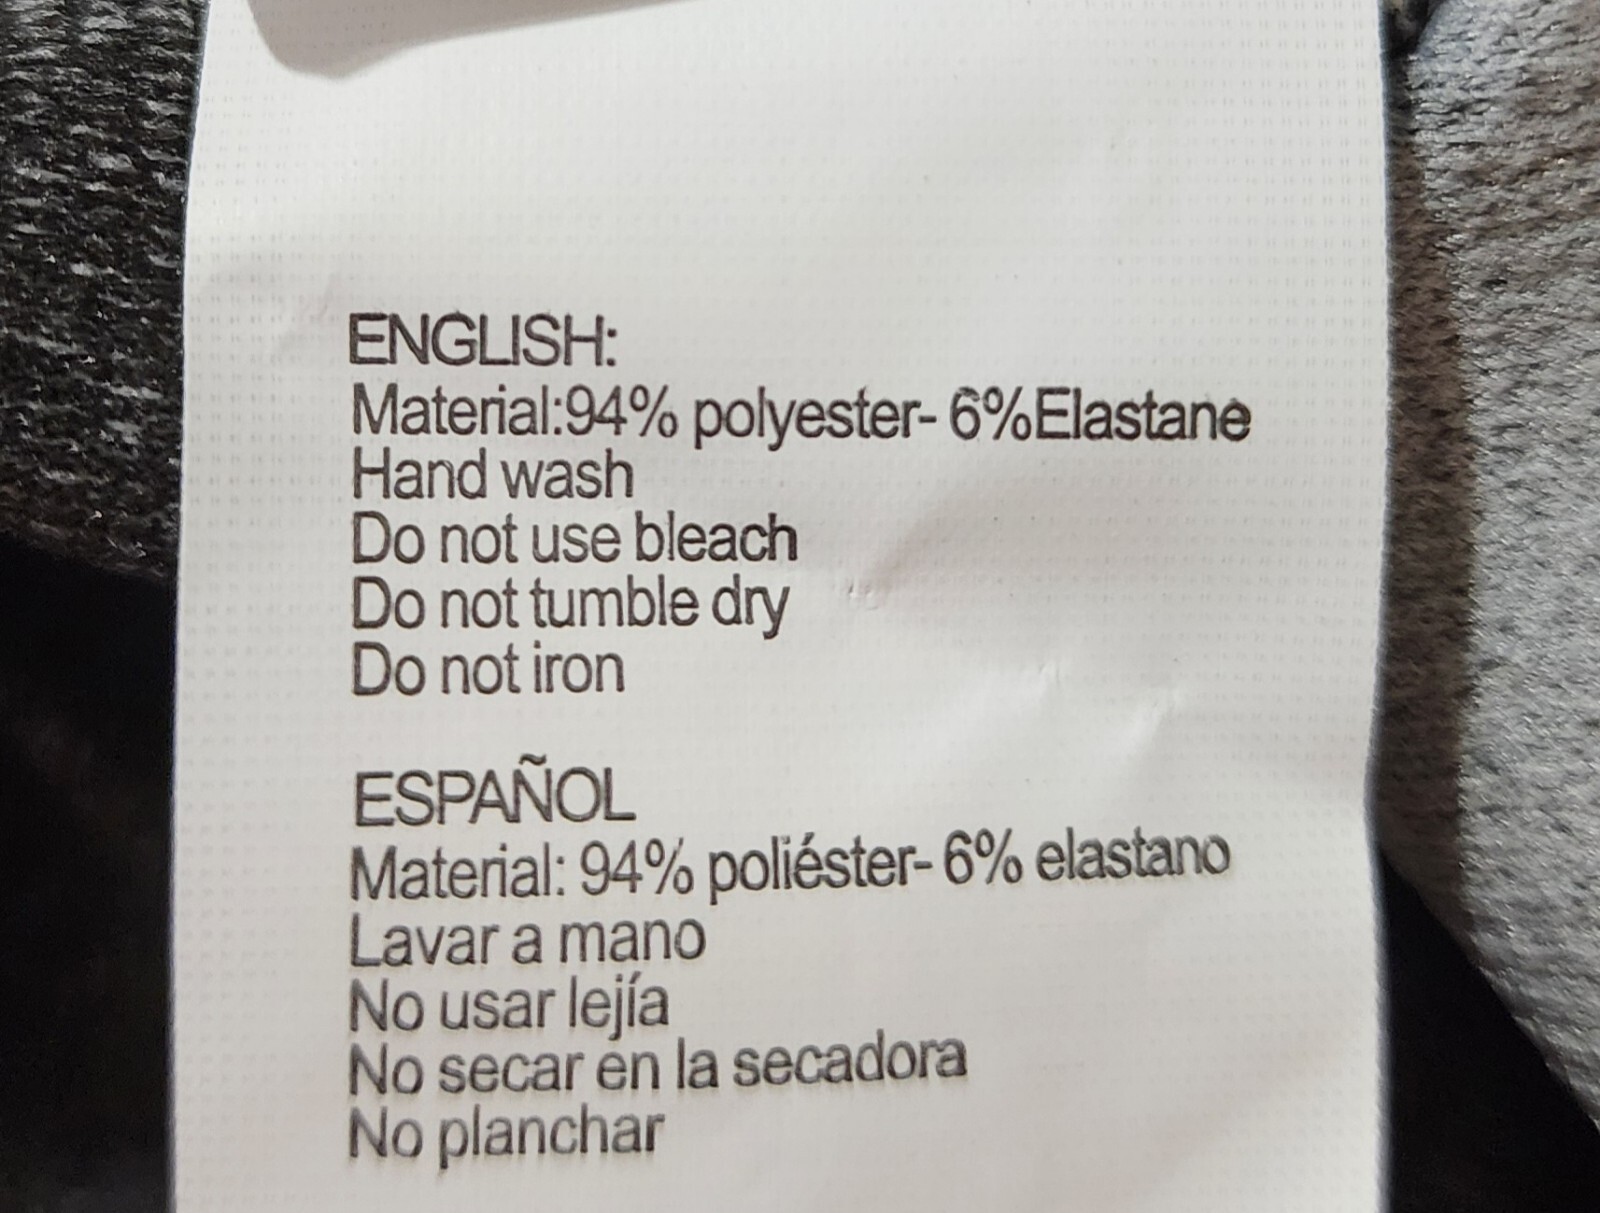 ENGLISH:
Material:94% polyester- 6%Elastane
Hand wash
Do not use bleach
Do not tumble dry
Do not iron
ESPAÑOL
Material: 94% poliéster- 6% elastano
Lavar a mano
No usar lejía
No secar en la secadora
No planchar